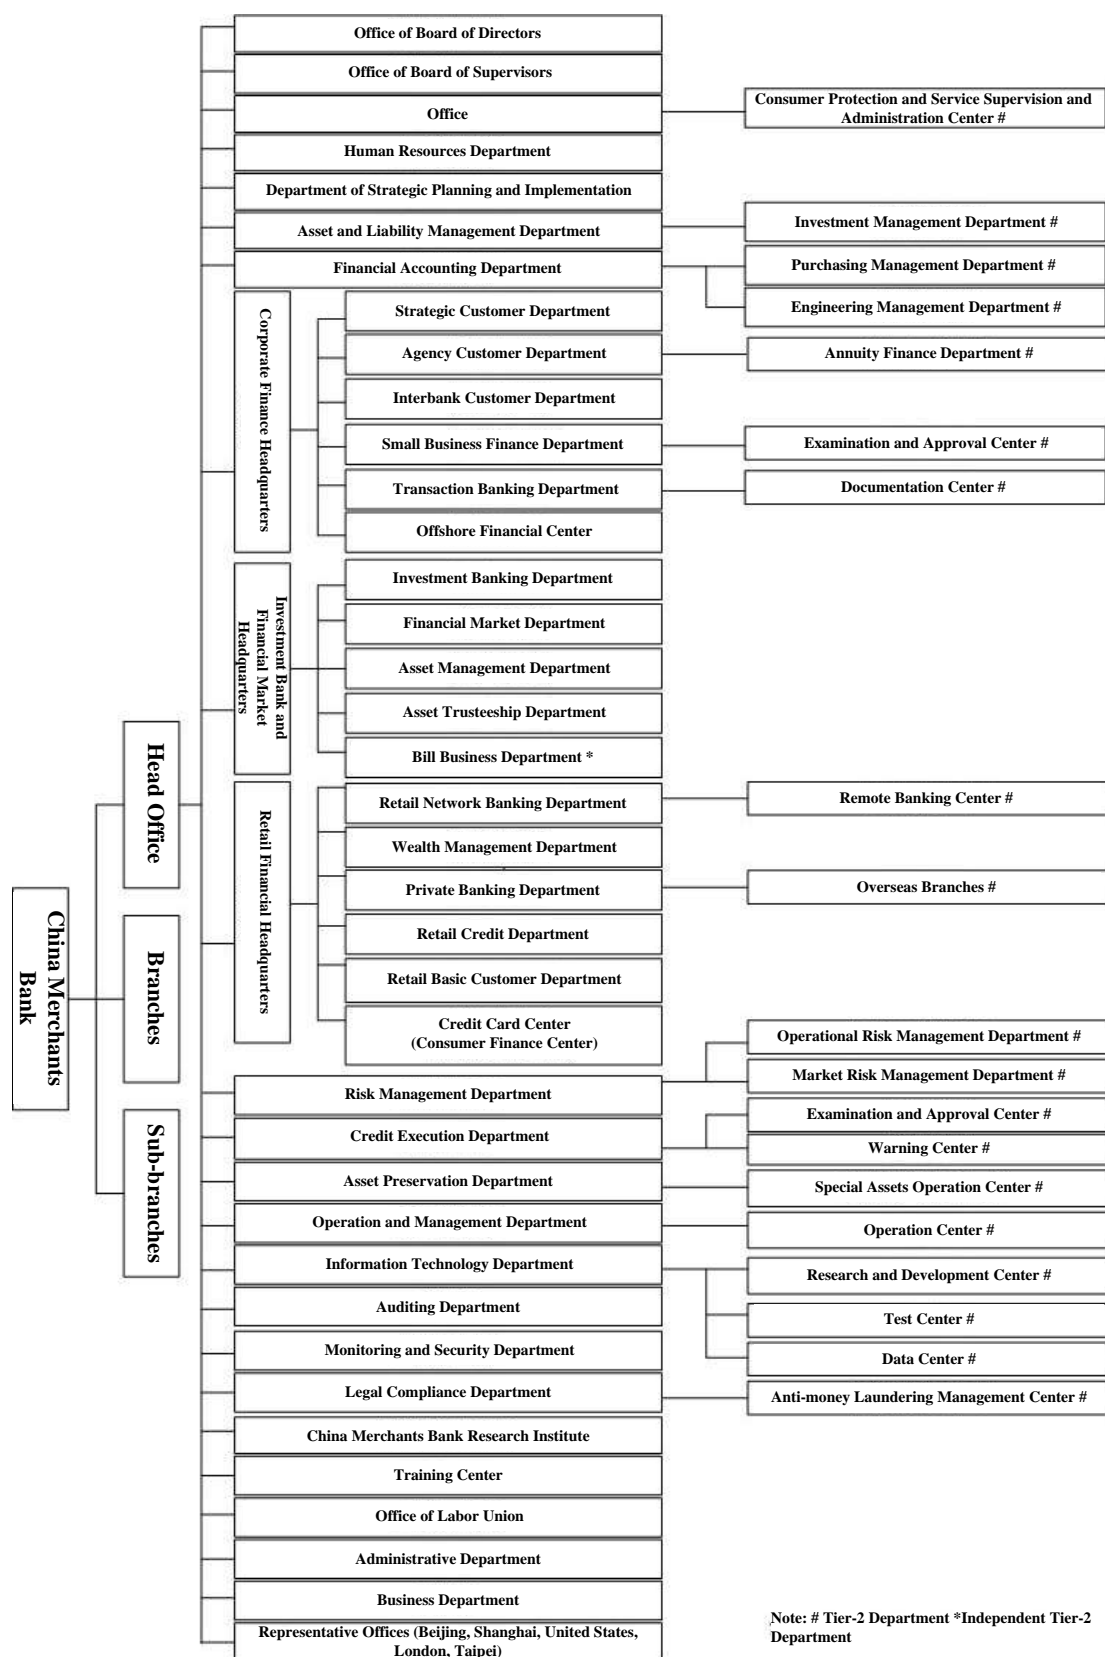 China Merchants
Bank
Head Office
Branches
Sub-branches
Office of Board of Directors
Office of Board of Supervisors
Office
Consumer Protection and Service Supervision and
Administration Center #
Human Resources Department
Department of Strategic Planning and Implementation
Asset and Liability Management Department
Investment Management Department #
Financial Accounting Department
Purchasing Management Department #
Engineering Management Department #
Corporate Finance Headquarters
Strategic Customer Department
Agency Customer Department
Annuity Finance Department #
Interbank Customer Department
Small Business Finance Department
Examination and Approval Center #
Transaction Banking Department
Documentation Center #
Offshore Financial Center
Investment Bank and
Financial Market
Headquarters
Investment Banking Department
Financial Market Department
Asset Management Department
Asset Trusteeship Department
Bill Business Department *
Retail Financial Headquarters
Retail Network Banking Department
Remote Banking Center #
Wealth Management Department
Private Banking Department
Overseas Branches #
Retail Credit Department
Retail Basic Customer Department
Credit Card Center
(Consumer Finance Center)
Risk Management Department
Operational Risk Management Department #
Market Risk Management Department #
Credit Execution Department
Examination and Approval Center #
Warning Center #
Asset Preservation Department
Special Assets Operation Center #
Operation and Management Department
Operation Center #
Information Technology Department
Research and Development Center #
Test Center #
Data Center #
Auditing Department
Monitoring and Security Department
Legal Compliance Department
Anti-money Laundering Management Center #
China Merchants Bank Research Institute
Training Center
Office of Labor Union
Administrative Department
Business Department
Representative Offices (Beijing, Shanghai, United States,
London, Taipei)
Note: # Tier-2 Department *Independent Tier-2
Department